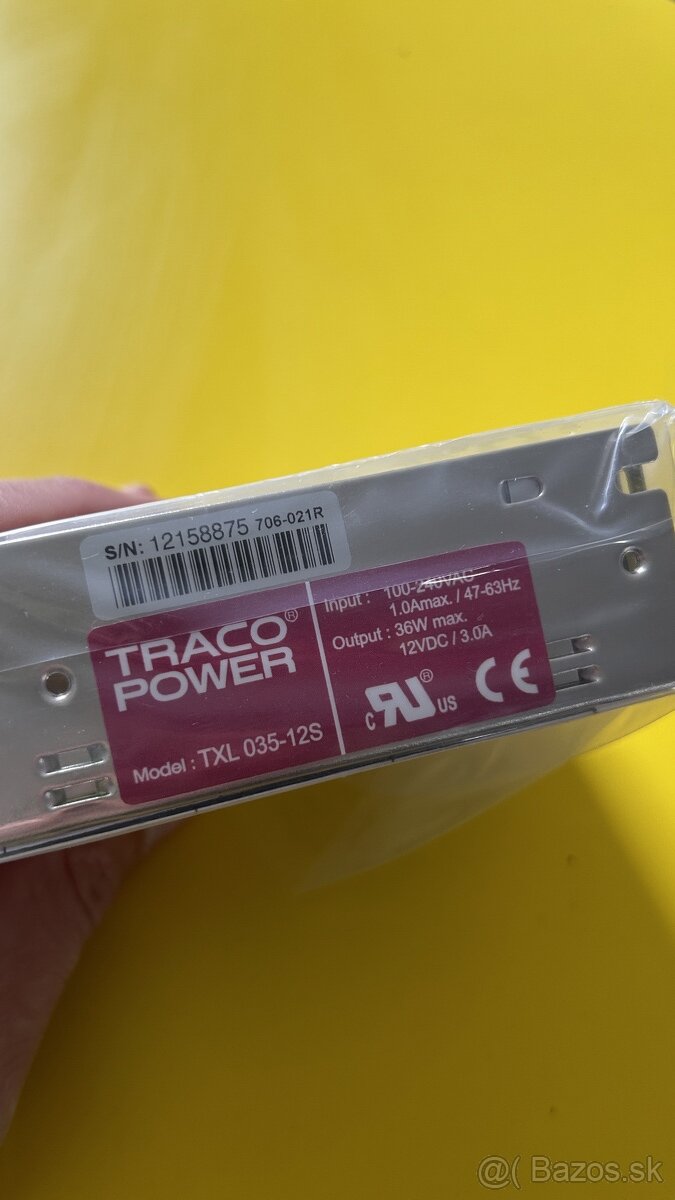 S/N: 12158875 706-021R
TRACO®
POWER
Model : TXL 035-12S
Input : 100-240VAC
1.0Amax. / 47-63Hz
Output : 36W max.
12VDC / 3.0A
c RU® US CE
@( Bazos.sk